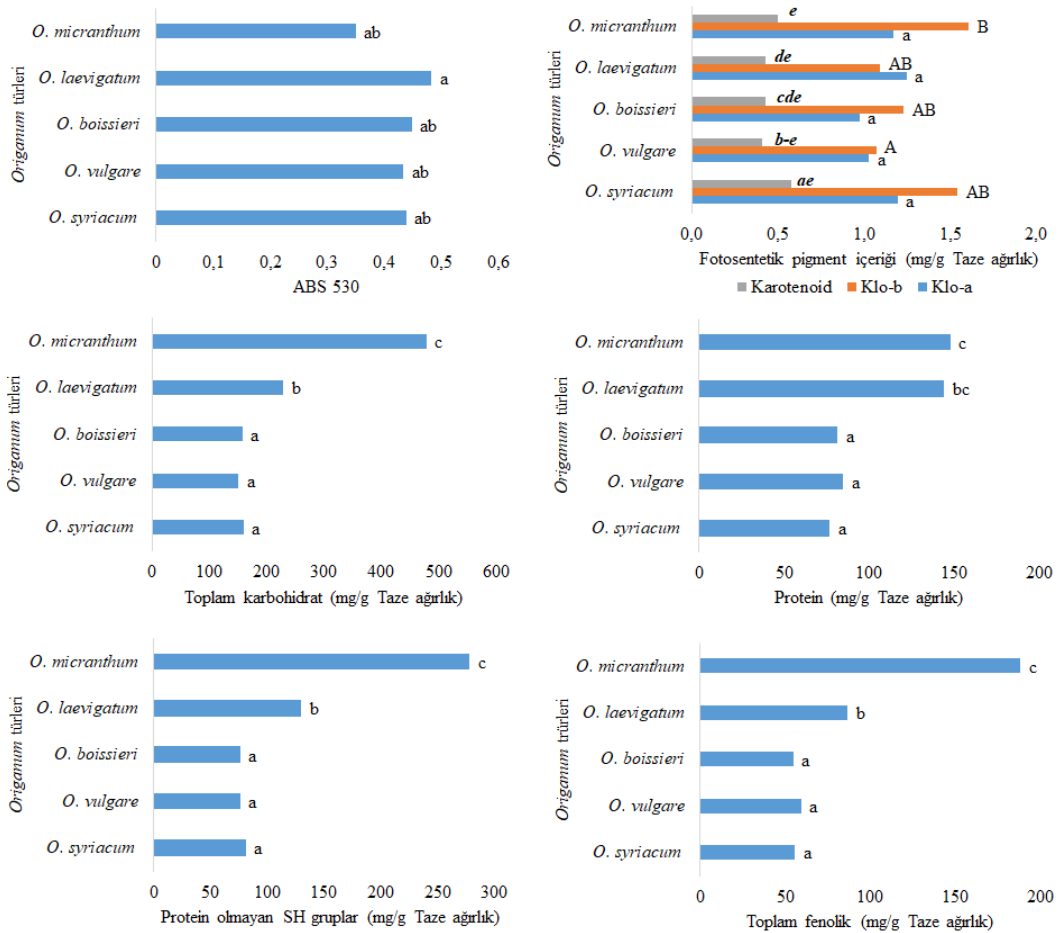 Origanum türleri
O. micranthum
ab
O. laevigatum
a
O. boissieri
ab
O. vulgare
ab
O. syriacum
ab
0 0,1 0,2 0,3 0,4 0,5 0,6
ABS 530
Origanum türleri
O. micranthum
e
B
a
O. laevigatum
de
AB
a
O. boissieri
cde
AB
a
O. vulgare
b-e
A
a
O. syriacum
ae
AB
a
0,0 0,5 1,0 1,5 2,0
Fotosentetik pigment içeriği (mg/g Taze ağırlık)
Karotenoid Klo-b Klo-a
Origanum türleri
O. micranthum
c
O. laevigatum
b
O. boissieri
a
O. vulgare
a
O. syriacum
a
0 100 200 300 400 500 600
Toplam karbohidrat (mg/g Taze ağırlık)
Origanum türleri
O. micranthum
c
O. laevigatum
bc
O. boissieri
a
O. vulgare
a
O. syriacum
a
0 50 100 150 200
Protein (mg/g Taze ağırlık)
Origanum türleri
O. micranthum
c
O. laevigatum
b
O. boissieri
a
O. vulgare
a
O. syriacum
a
0 50 100 150 200 250 300
Protein olmayan SH gruplar (mg/g Taze ağırlık)
Origanum trürleri
O. micranthum
c
O. laevigatum
b
O. boissieri
a
O. vulgare
a
O. syriacum
a
0 50 100 150 200
Toplam fenolik (mg/g Taze ağırlık)